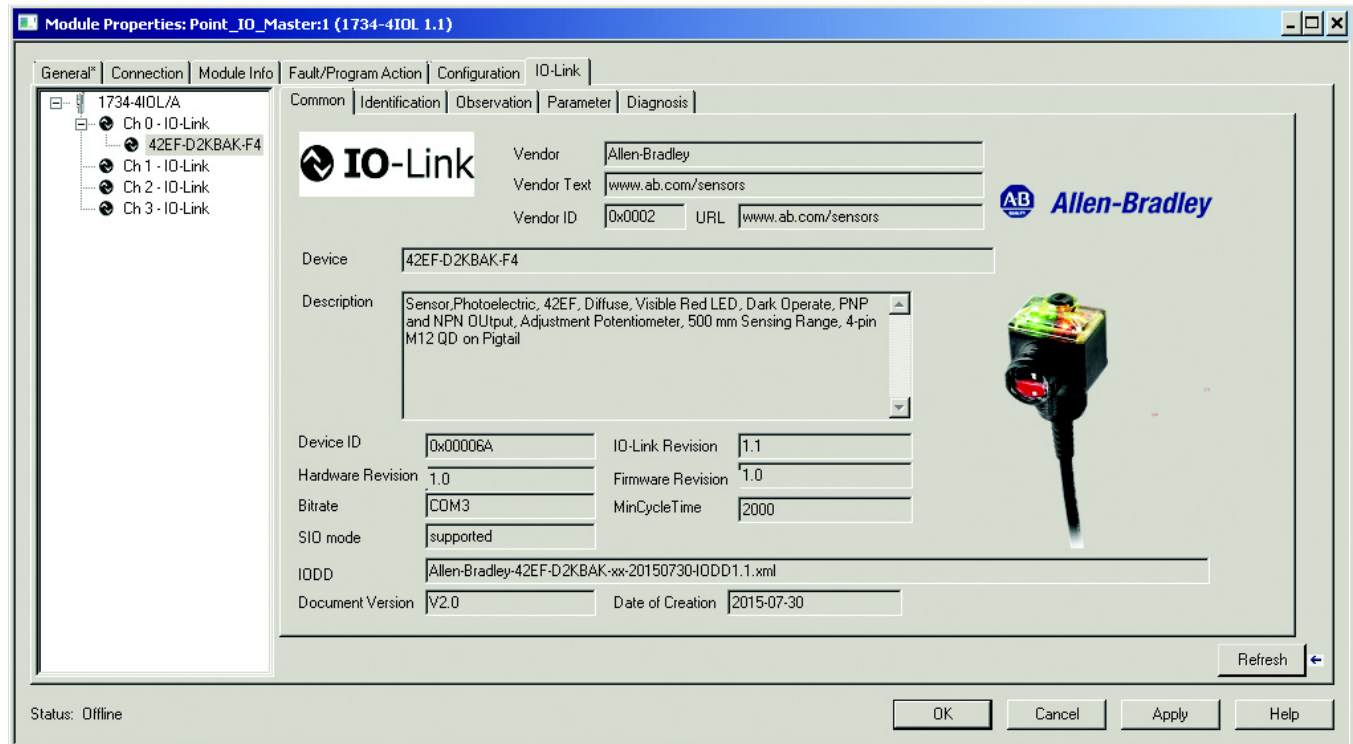 Module Properties: Point_IO_Master:1 (1734-4IOL 1.1)
General* Connection Module Info Fault/Program Action Configuration IO-Link
1734-4IOL/A
Ch 0 - IO-Link
42EF-D2KBAK-F4
Ch 1 - IO-Link
Ch 2 - IO-Link
Ch 3 - IO-Link
Common Identification Observation Parameter Diagnosis
IO-Link
Vendor Allen-Bradley
Vendor Text www.ab.com/sensors
Vendor ID 0x0002 URL www.ab.com/sensors
AB QUALITY Allen-Bradley
Device 42EF-D2KBAK-F4
Description Sensor,Photoelectric, 42EF, Diffuse, Visible Red LED, Dark Operate, PNP
and NPN OUtput, Adjustment Potentiometer, 500 mm Sensing Range, 4-pin
M12 QD on Pigtail
Device ID 0x00006A IO-Link Revision 1.1
Hardware Revision 1.0 Firmware Revision 1.0
Bitrate COM3 MinCycleTime 2000
SIO mode supported
IODD Allen-Bradley-42EF-D2KBAK-xx-20150730-IODD1.1.xml
Document Version V2.0 Date of Creation 2015-07-30
Refresh
Status: Offline OK Cancel Apply Help